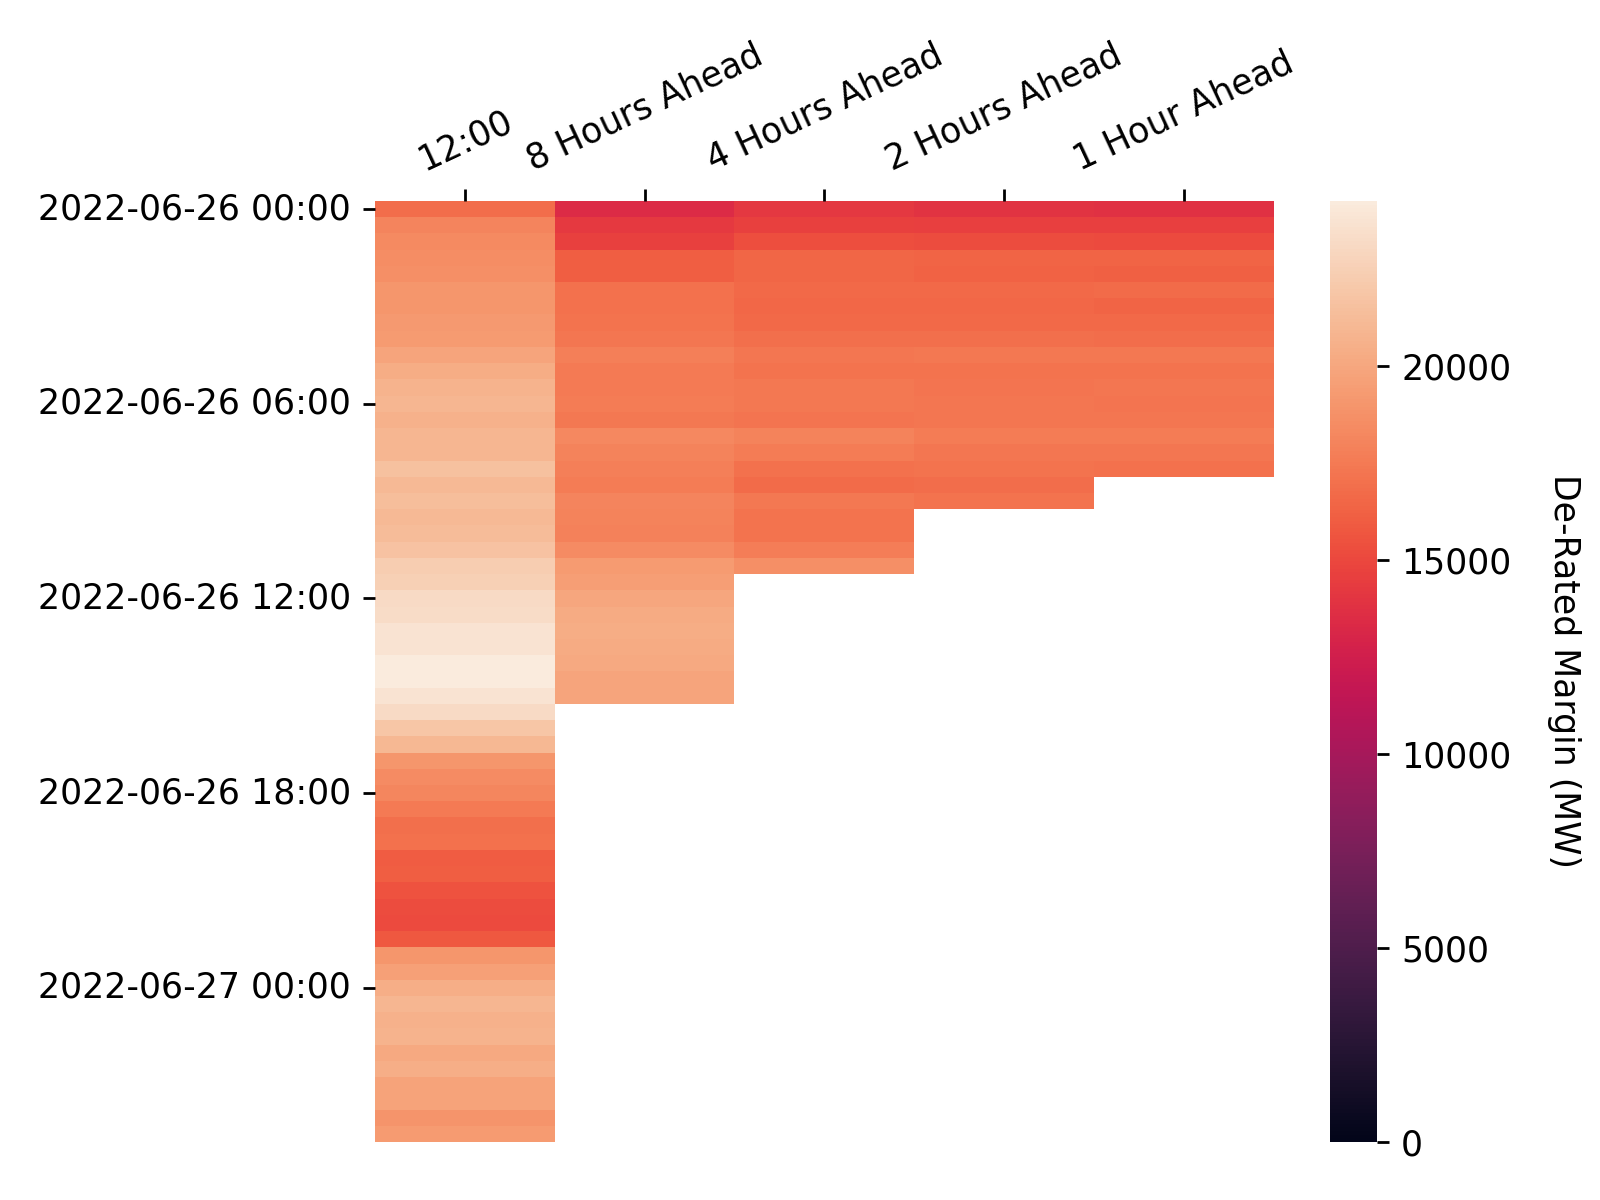 12:00
8 Hours Ahead
4 Hours Ahead
2 Hours Ahead
1 Hour Ahead
2022-06-26 00:00
2022-06-26 06:00
2022-06-26 12:00
2022-06-26 18:00
2022-06-27 00:00
20000
15000
10000
5000
0
De-Rated Margin (MW)